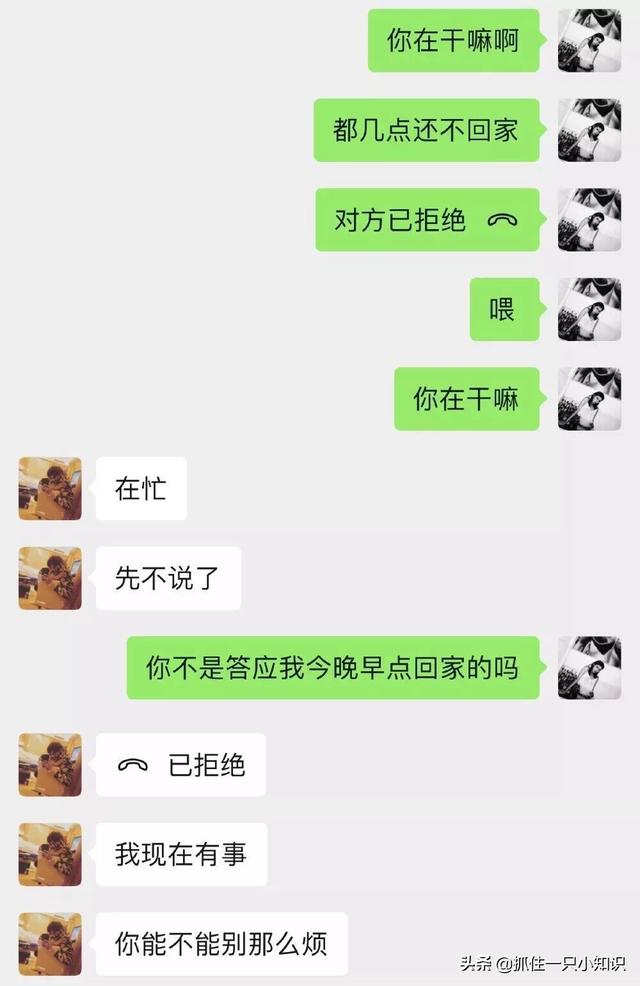 你在干嘛啊
都几点还不回家
对方已拒绝
喂
你在干嘛
在忙
先不说了
你不是答应我今晚早点回家的吗
已拒绝
我现在有事
你能不能别那么烦
头条 @抓住一只小知识